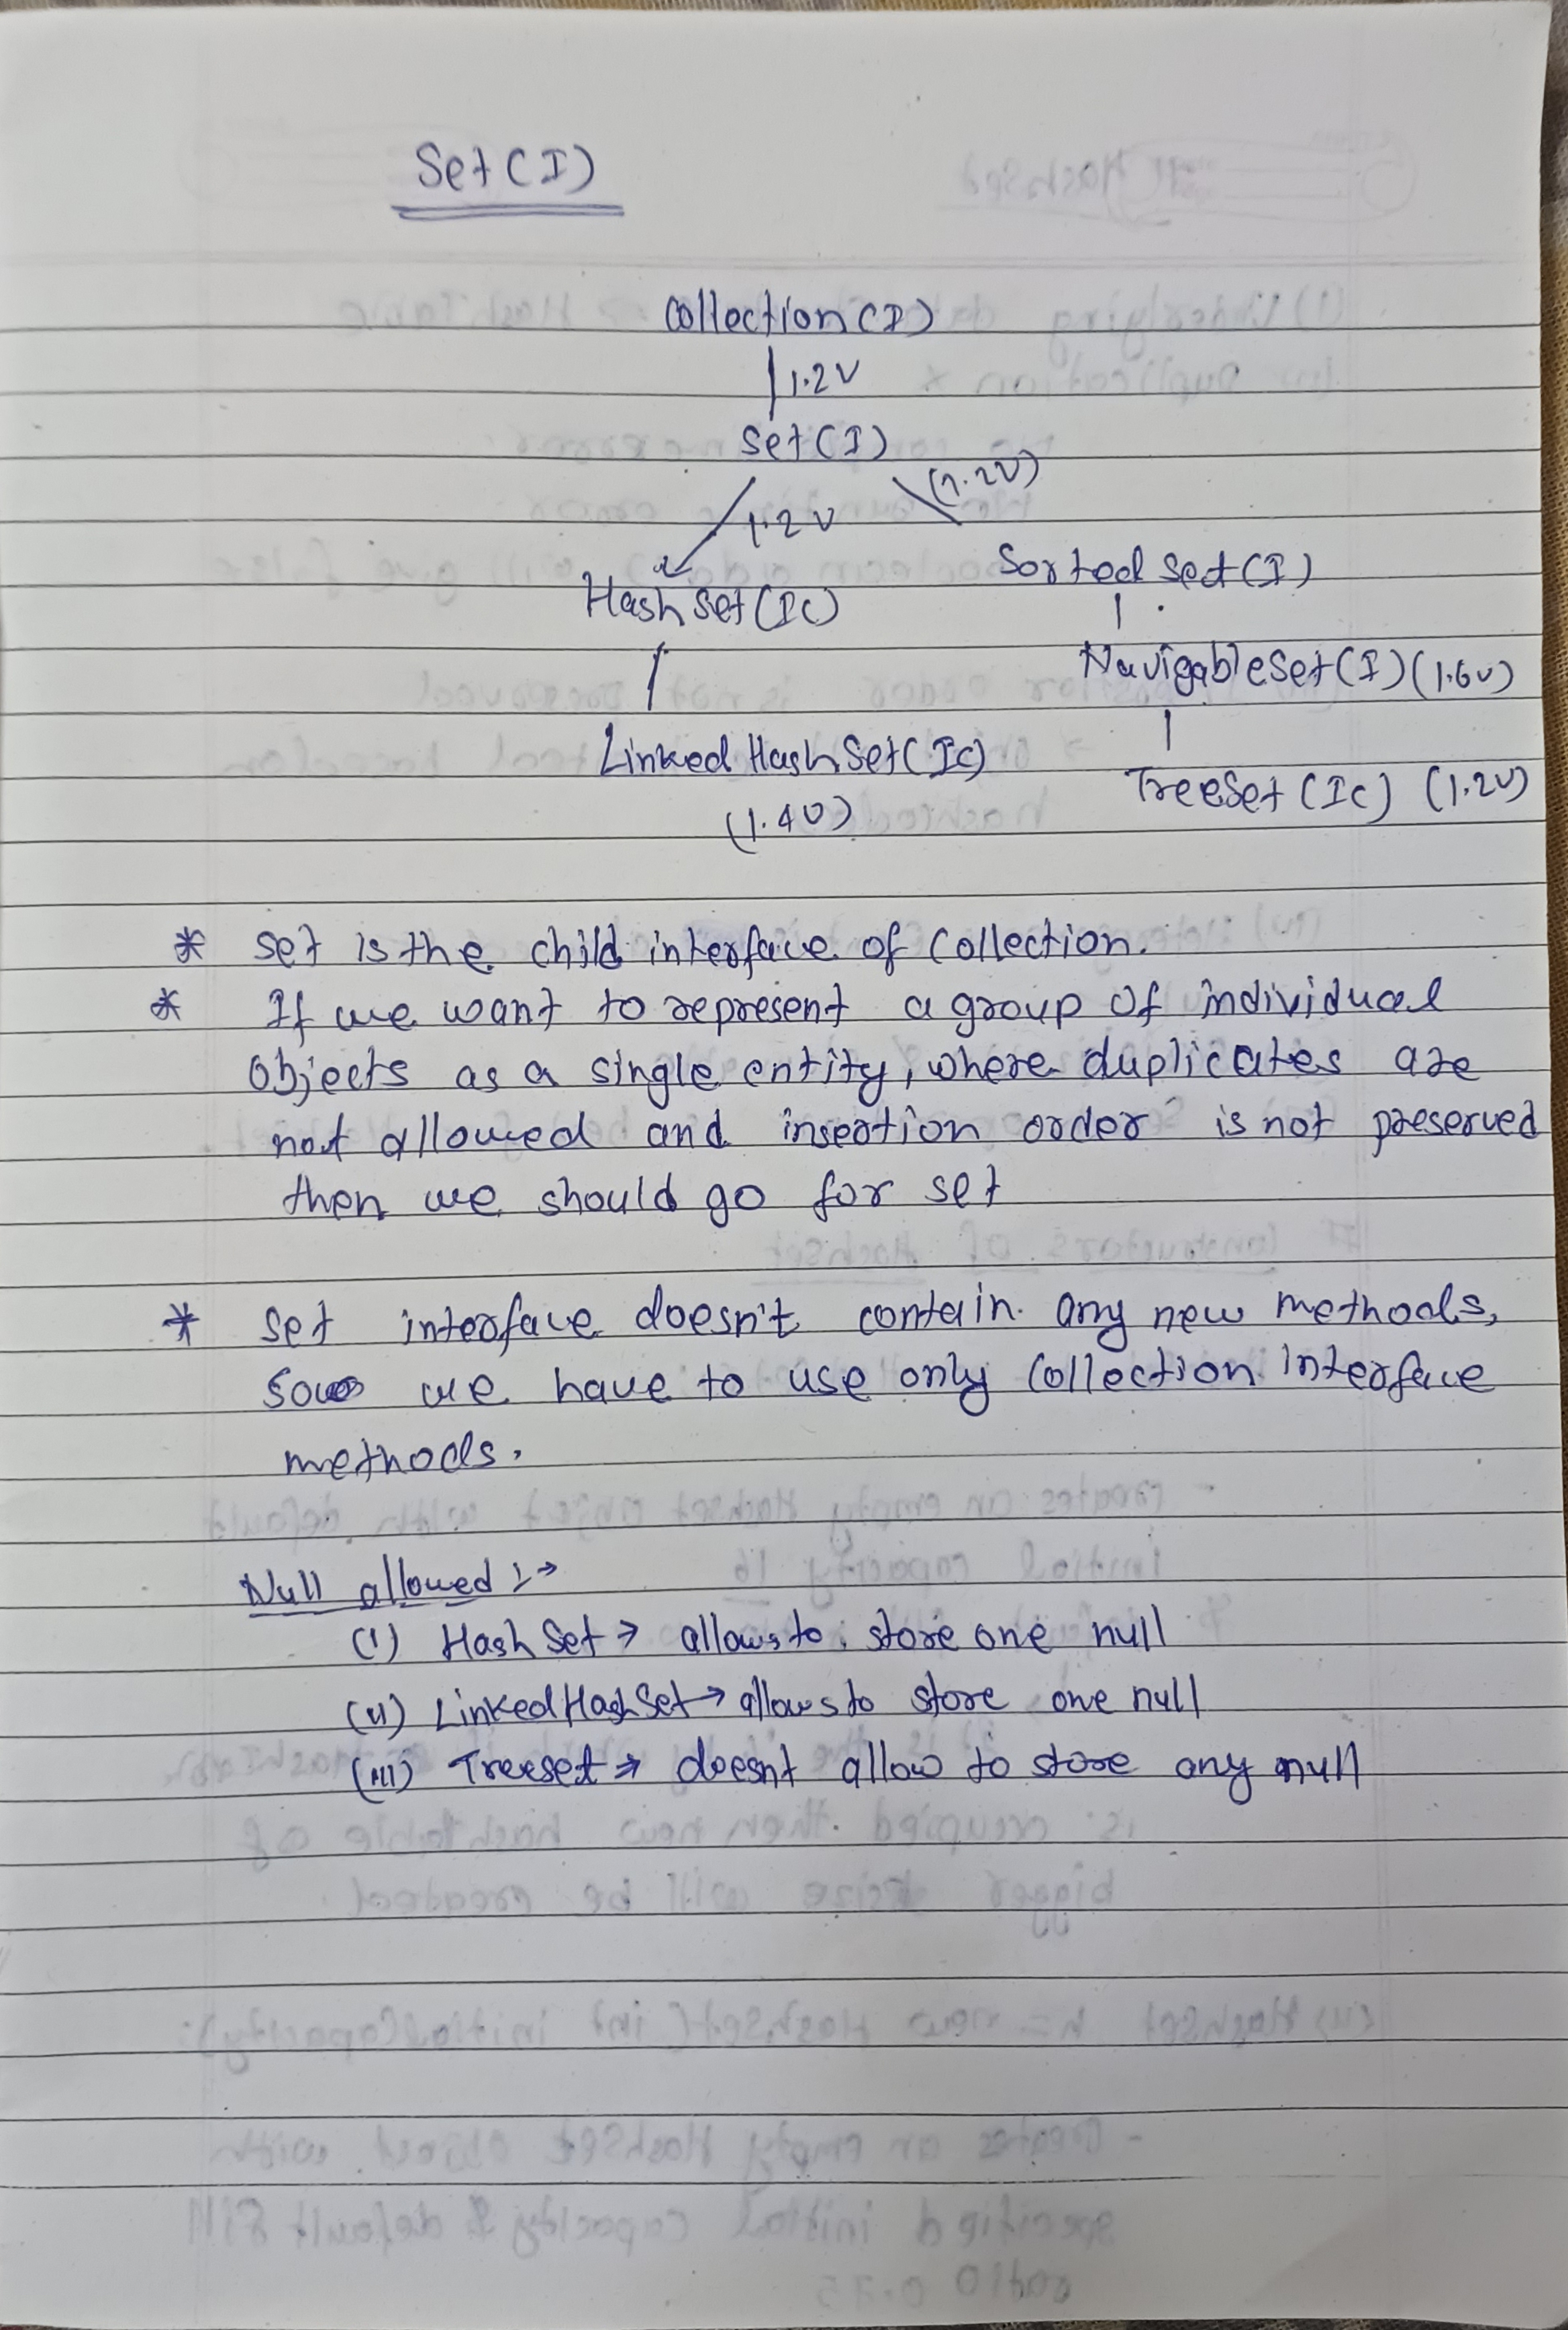 Set (I)
Collection (I)
1.2V
Set (I)
(1.2V)
1.2V
Sorted Set (I)
Hash Set (IC)
NavigableSet (I) (1.6v)
Linked Hash Set (IC)
TreeSet (IC) (1.2V)
(1.4V)
* Set is the child interface of Collection.
* If we want to represent a group of individual
objects as a single entity, where duplicates are
not allowed and insertion order is not preserved
then we should go for set
* Set interface doesn't contain any new methods,
so we have to use only Collection Interface
methods.
Null allowed :->
(i) Hash Set → allows to store one null
(ii) LinkedHashSet → allows to store one null
(iii) Treeset → doesnt allow to store any null